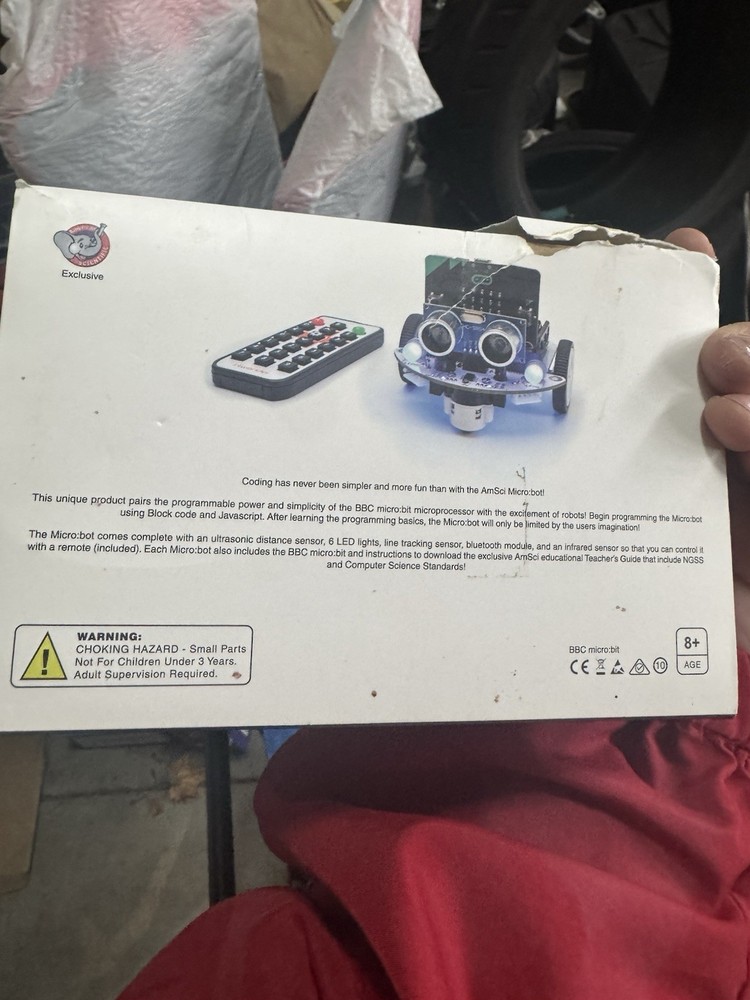 SCIENTIFIC
Exclusive
Coding has never been simpler and more fun than with the AmSci Micro:bot!
This unique product pairs the programmable power and simplicity of the BBC micro:bit microprocessor with the excitement of robots! Begin programming the Micro:bot
using Block code and Javascript. After learning the programming basics, the Micro:bot will only be limited by the users imagination!
The Micro:bot comes complete with an ultrasonic distance sensor, 6 LED lights, line tracking sensor, bluetooth module, and an infrared sensor so that you can control it
with a remote (included). Each Micro:bot also includes the BBC micro:bit and instructions to download the exclusive AmSci educational Teacher's Guide that include NGSS
and Computer Science Standards!
WARNING:
CHOKING HAZARD - Small Parts
Not For Children Under 3 Years.
Adult Supervision Required.
BBC micro:bit
CE 10
8+
AGE